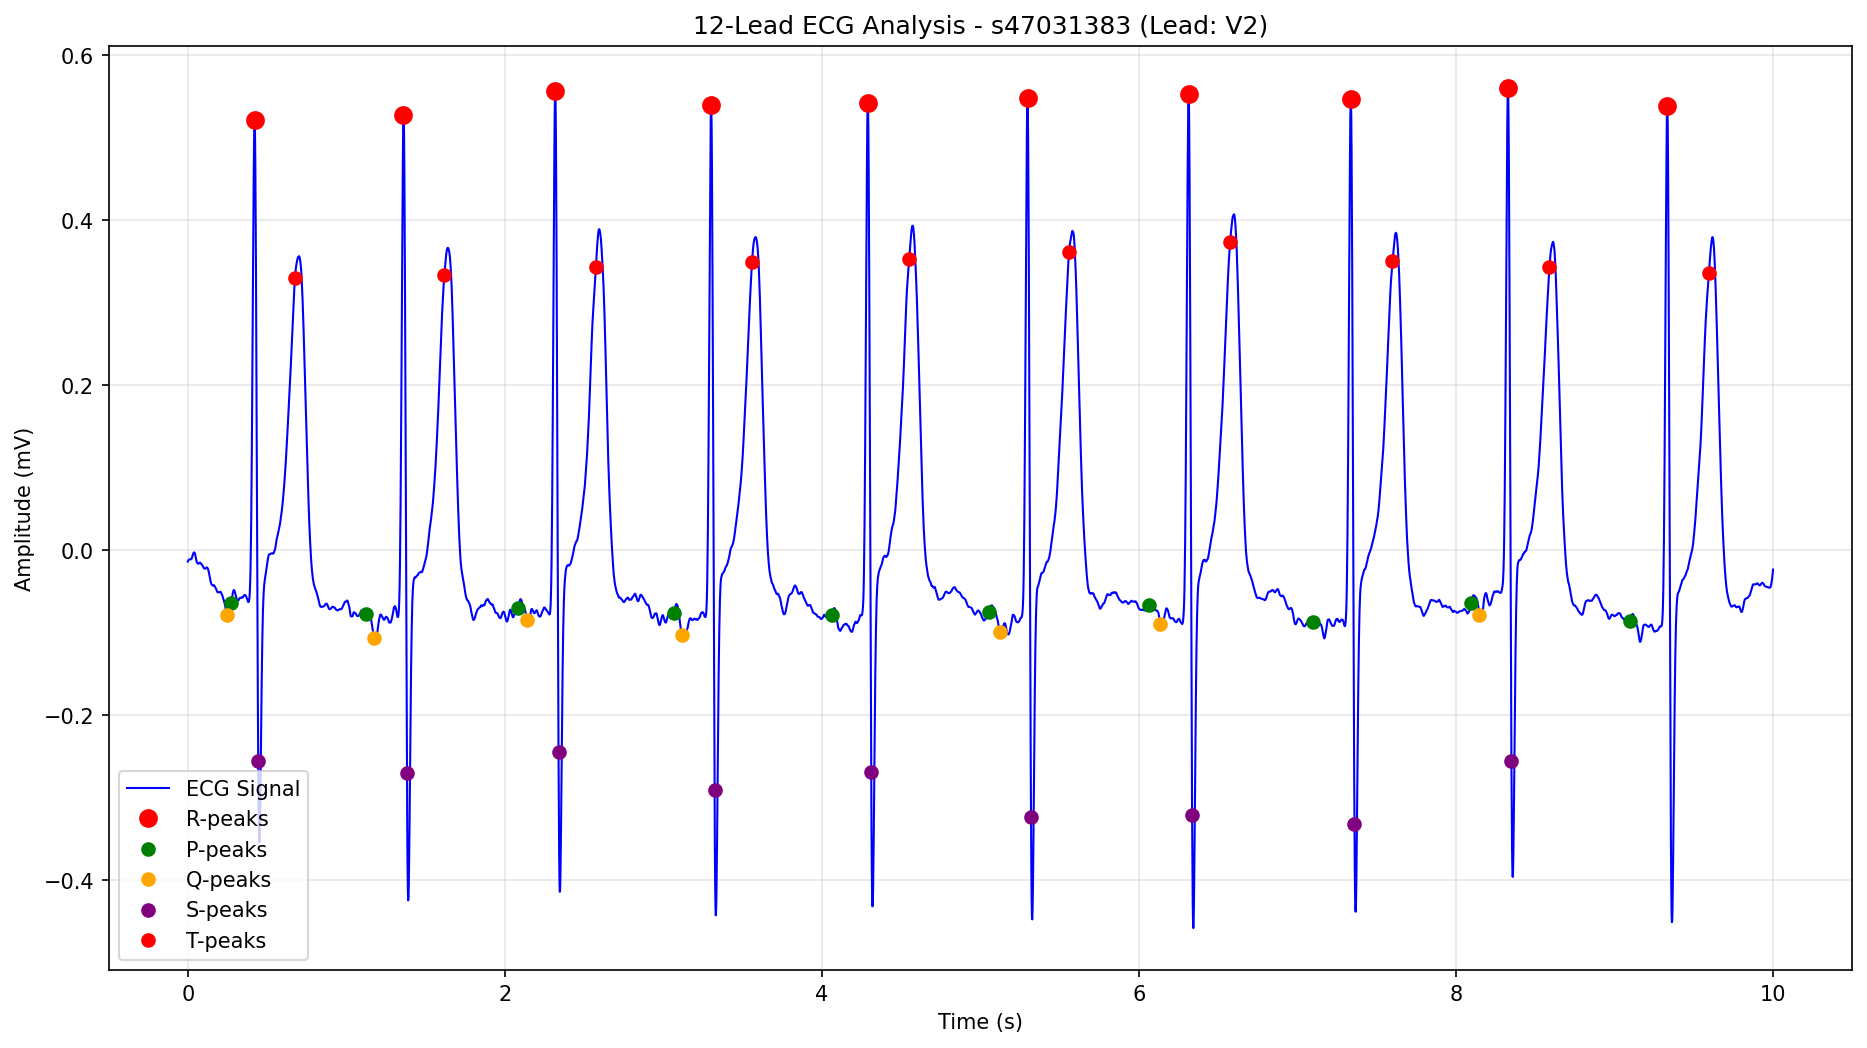 12-Lead ECG Analysis - s47031383 (Lead: V2)
Amplitude (mV)
0.6
0.4
0.2
0.0
−0.2
−0.4
ECG Signal
R-peaks
P-peaks
Q-peaks
S-peaks
T-peaks
0 2 4 6 8 10
Time (s)